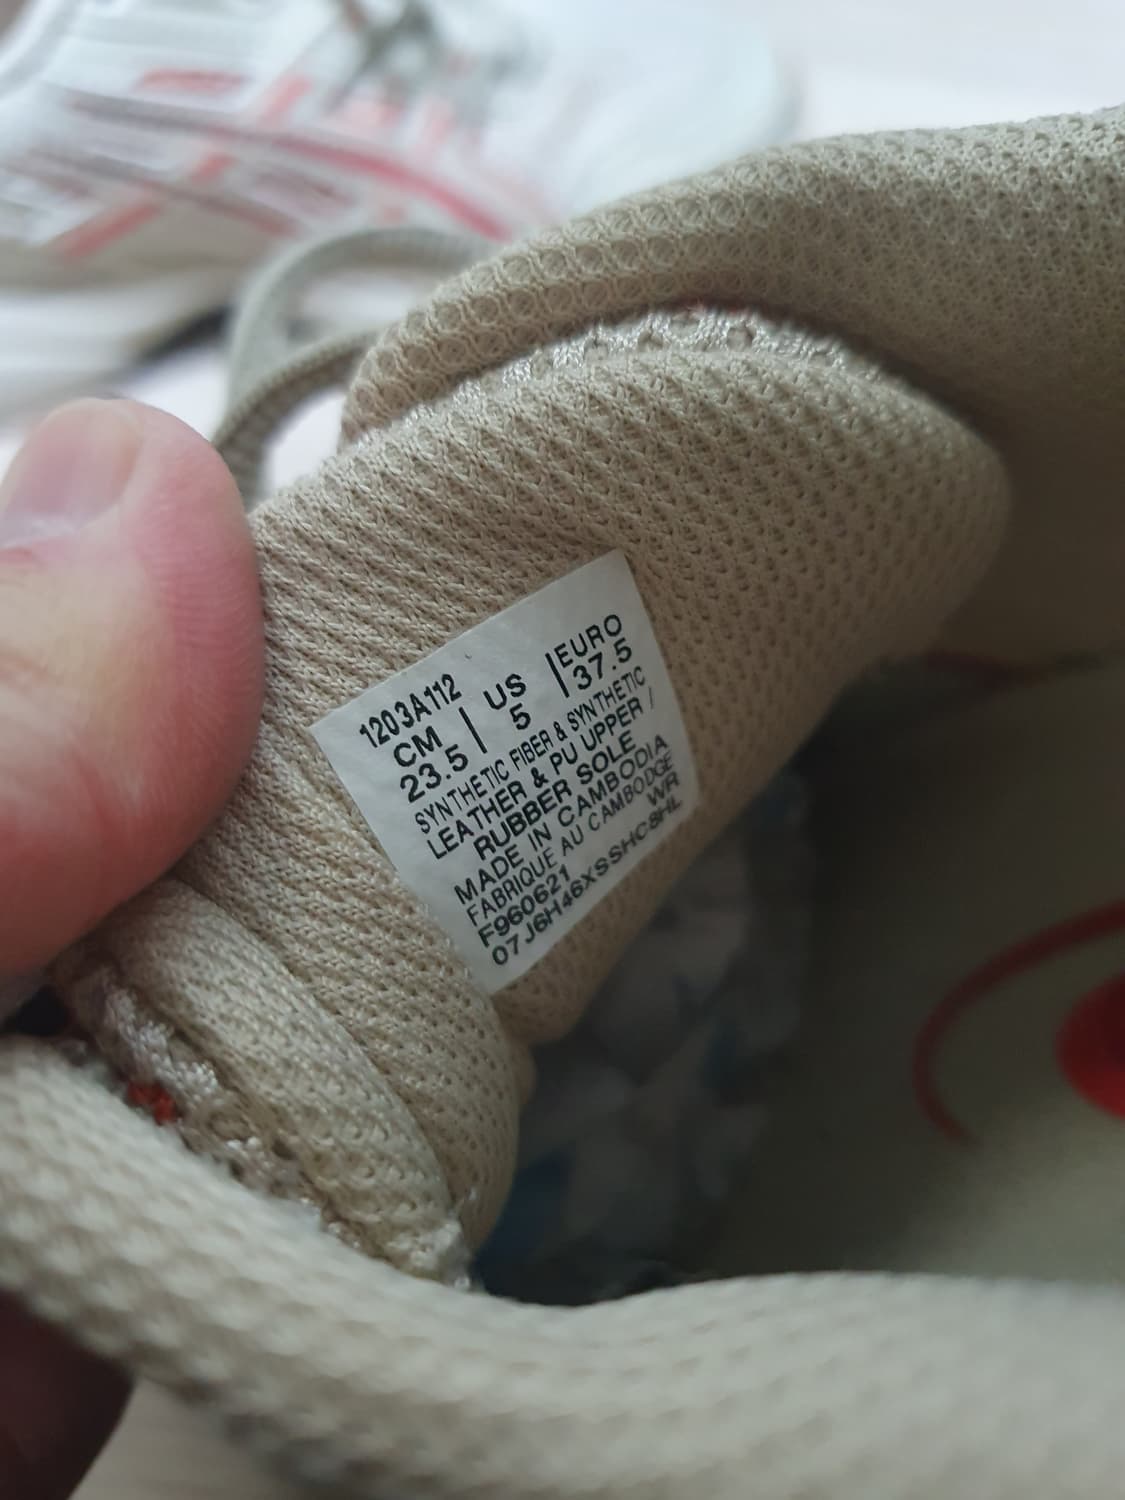 1203A112
CM | US | EURO
23.5 | 5 | 37.5
SYNTHETIC FIBER & SYNTHETIC
LEATHER & PU UPPER /
RUBBER SOLE
MADE IN CAMBODIA
FABRIQUE AU CAMBODGE
F960621 WR
07J6H46XSSHC8HL